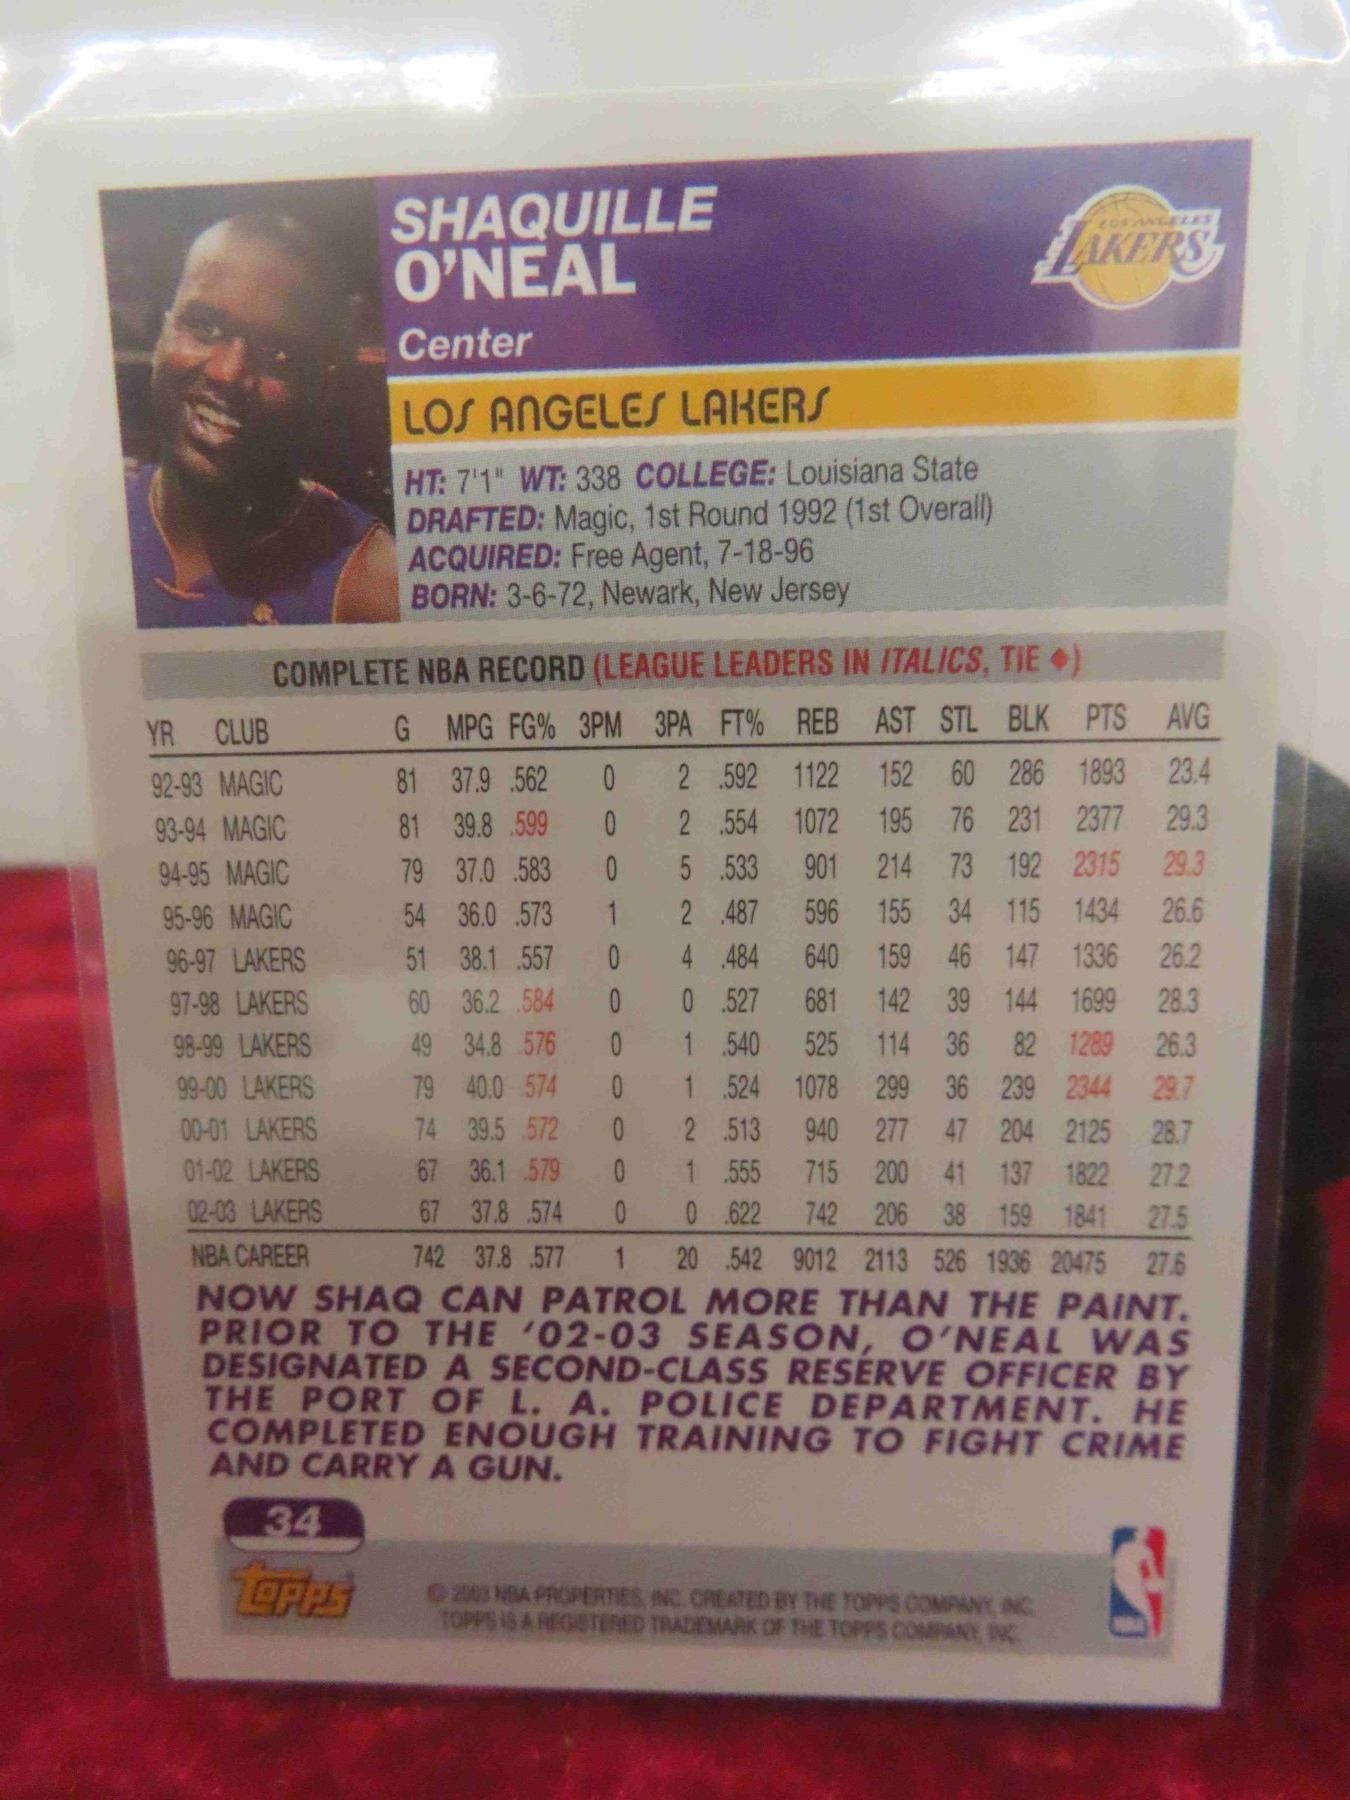 SHAQUILLE
O'NEAL
Center
LOS ANGELES LAKERS
LOS ANGELES
LAKERS
HT: 7'1" WT: 338 COLLEGE: Louisiana State
DRAFTED: Magic, 1st Round 1992 (1st Overall)
ACQUIRED: Free Agent, 7-18-96
BORN: 3-6-72, Newark, New Jersey
COMPLETE NBA RECORD (LEAGUE LEADERS IN ITALICS, TIE ♦)
YR CLUB G MPG FG% 3PM 3PA FT% REB AST STL BLK PTS AVG
92-93 MAGIC 81 37.9 .562 0 2 .592 1122 152 60 286 1893 23.4
93-94 MAGIC 81 39.8 .599 0 2 .554 1072 195 76 231 2377 29.3
94-95 MAGIC 79 37.0 .583 0 5 .533 901 214 73 192 2315 29.3
95-96 MAGIC 54 36.0 .573 1 2 .487 596 155 34 115 1434 26.6
96-97 LAKERS 51 38.1 .557 0 4 .484 640 159 46 147 1336 26.2
97-98 LAKERS 60 36.2 .584 0 0 .527 681 142 39 144 1699 28.3
98-99 LAKERS 49 34.8 .576 0 1 .540 525 114 36 82 1289 26.3
99-00 LAKERS 79 40.0 .574 0 1 .524 1078 299 36 239 2344 29.7
00-01 LAKERS 74 39.5 .572 0 2 .513 940 277 47 204 2125 28.7
01-02 LAKERS 67 36.1 .579 0 1 .555 715 200 41 137 1822 27.2
02-03 LAKERS 67 37.8 .574 0 0 .622 742 206 38 159 1841 27.5
NBA CAREER 742 37.8 .577 1 20 .542 9012 2113 526 1936 20475 27.6
NOW SHAQ CAN PATROL MORE THAN THE PAINT.
PRIOR TO THE '02-03 SEASON, O'NEAL WAS
DESIGNATED A SECOND-CLASS RESERVE OFFICER BY
THE PORT OF L. A. POLICE DEPARTMENT. HE
COMPLETED ENOUGH TRAINING TO FIGHT CRIME
AND CARRY A GUN.
34
Topps
© 2003 NBA PROPERTIES, INC. CREATED BY THE TOPPS COMPANY, INC.
TOPPS IS A REGISTERED TRADEMARK OF THE TOPPS COMPANY, INC.
NBA